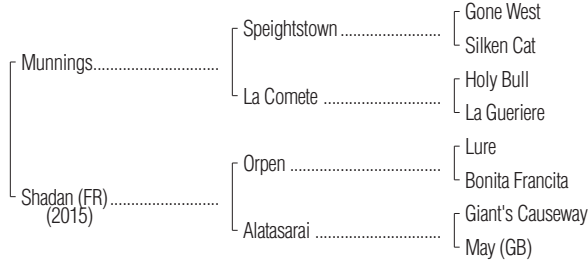 Gone West
Speightstown
Silken Cat
Munnings
Holy Bull
La Comete
La Gueriere
Lure
Orpen
Bonita Francita
Shadan (FR)
(2015)
Giant's Causeway
Alatasarai
May (GB)